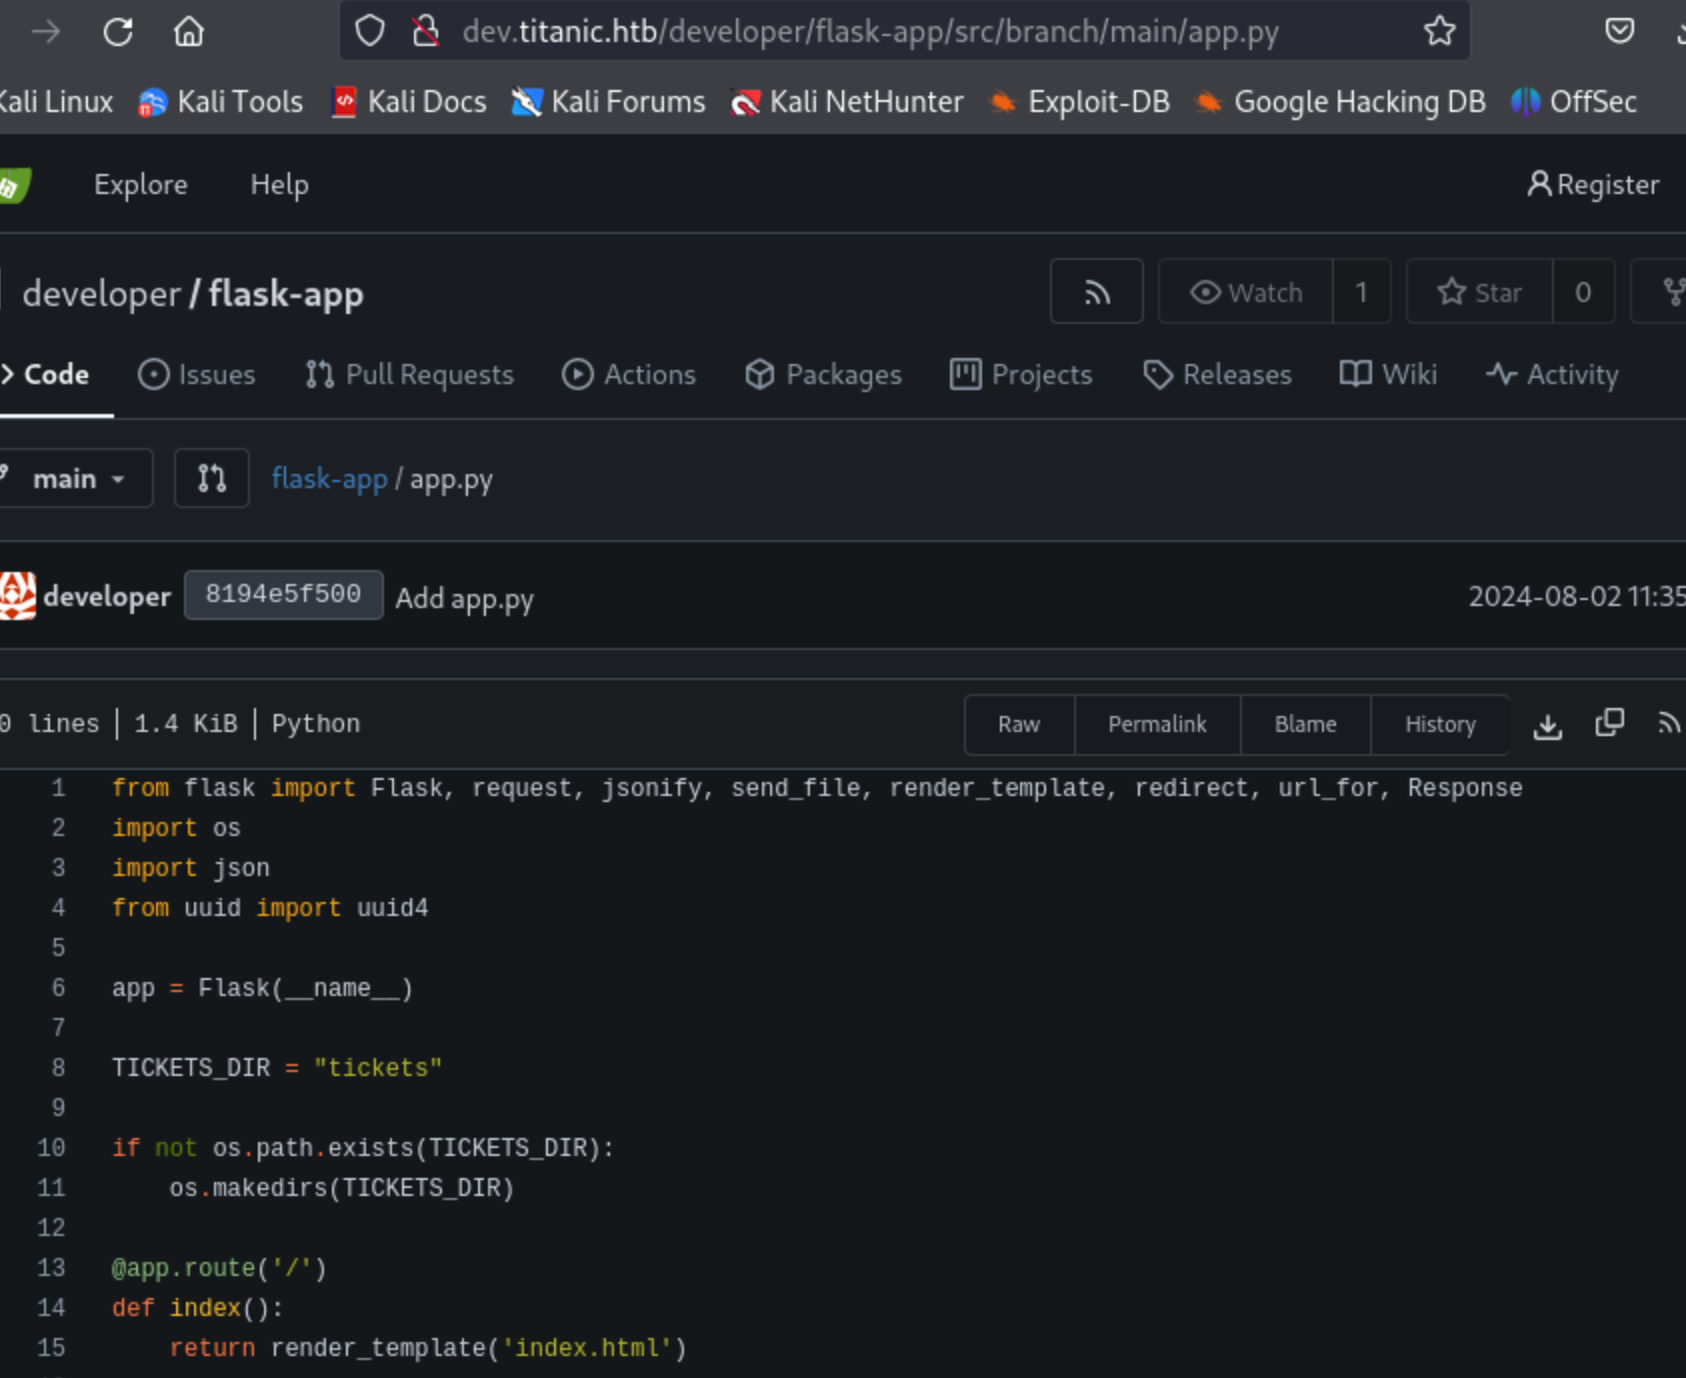 dev.titanic.htb/developer/flask-app/src/branch/main/app.py
Kali Linux Kali Tools Kali Docs Kali Forums Kali NetHunter Exploit-DB Google Hacking DB OffSec
Explore Help Register
developer / flask-app Watch 1 Star 0
Code Issues Pull Requests Actions Packages Projects Releases Wiki Activity
main flask-app / app.py
developer 8194e5f500 Add app.py 2024-08-02 11:35
0 lines | 1.4 KiB | Python Raw Permalink Blame History
1 from flask import Flask, request, jsonify, send_file, render_template, redirect, url_for, Response
2 import os
3 import json
4 from uuid import uuid4
5
6 app = Flask(__name__)
7
8 TICKETS_DIR = "tickets"
9
10 if not os.path.exists(TICKETS_DIR):
11     os.makedirs(TICKETS_DIR)
12
13 @app.route('/')
14 def index():
15     return render_template('index.html')